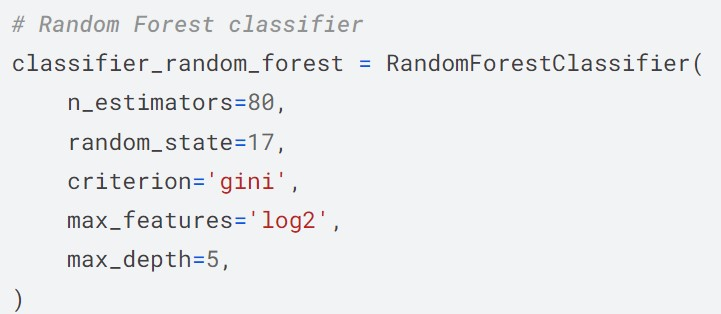 # Random Forest classifier
classifier_random_forest = RandomForestClassifier(
    n_estimators=80,
    random_state=17,
    criterion='gini',
    max_features='log2',
    max_depth=5,
)